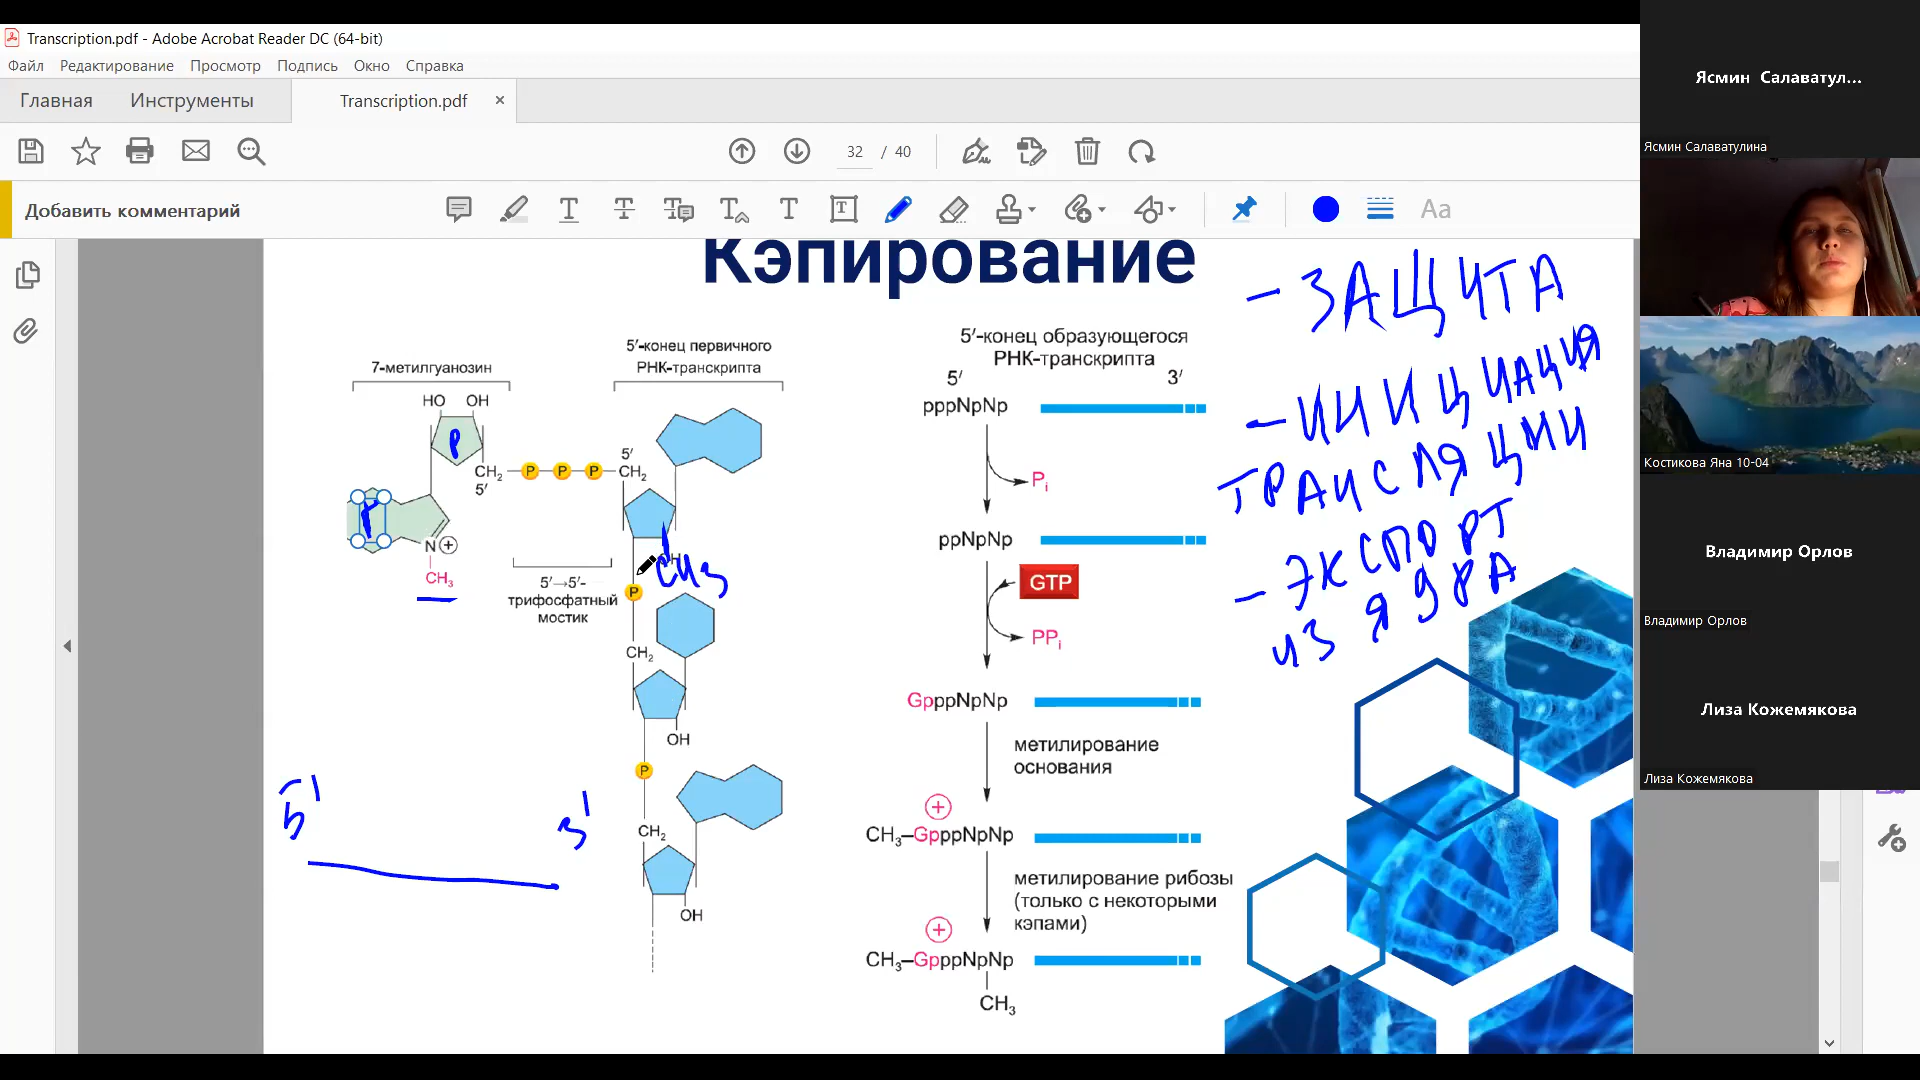 Transcription.pdf - Adobe Acrobat Reader DC (64-bit)
Файл Редактирование Просмотр Подпись Окно Справка
Главная Инструменты Transcription.pdf ×
32 / 40
Добавить комментарий
Aa
Кэпирование
7-метилгуанозин
HO OH
Р
CH₂
5′
P P P
Г
N +
CH₃
5′→5′-
трифосфатный
мостик
5′-конец первичного
РНК-транскрипта
5′
CH₂
OH
CH3
P
CH₂
OH
P
CH₂
OH
5' 3'
5′-конец образующегося
РНК-транскрипта
5′ 3′
pppNpNp
Pi
ppNpNp
GTP
PPi
GpppNpNp
метилирование
основания
+
CH₃–GpppNpNp
метилирование рибозы
(только с некоторыми
кэпами)
+
CH₃–GpppNpNp
CH₃
- ЗАЩИТА
- ИНИЦИАЦИЯ
ТРАНСЛЯЦИИ
- ЭКСПОРТ
ИЗ ЯДРА
Ясмин Салаватул...
Ясмин Салаватулина
Костикова Яна 10-04
Владимир Орлов
Владимир Орлов
Лиза Кожемякова
Лиза Кожемякова